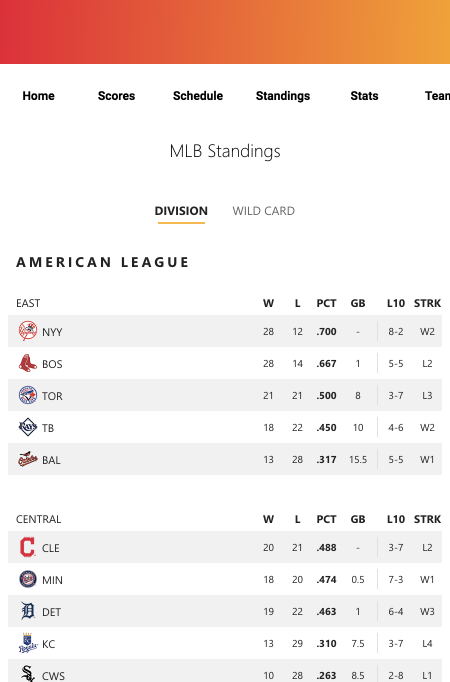 Home Scores Schedule Standings Stats Team
MLB Standings
DIVISION WILD CARD
AMERICAN LEAGUE
EAST W L PCT GB L10 STRK
NYY 28 12 .700 - 8-2 W2
BOS 28 14 .667 1 5-5 L2
TOR 21 21 .500 8 3-7 L3
TB 18 22 .450 10 4-6 W2
BAL 13 28 .317 15.5 5-5 W1
CENTRAL W L PCT GB L10 STRK
CLE 20 21 .488 - 3-7 L2
MIN 18 20 .474 0.5 7-3 W1
DET 19 22 .463 1 6-4 W3
KC 13 29 .310 7.5 3-7 L4
CWS 10 28 .263 8.5 2-8 L1